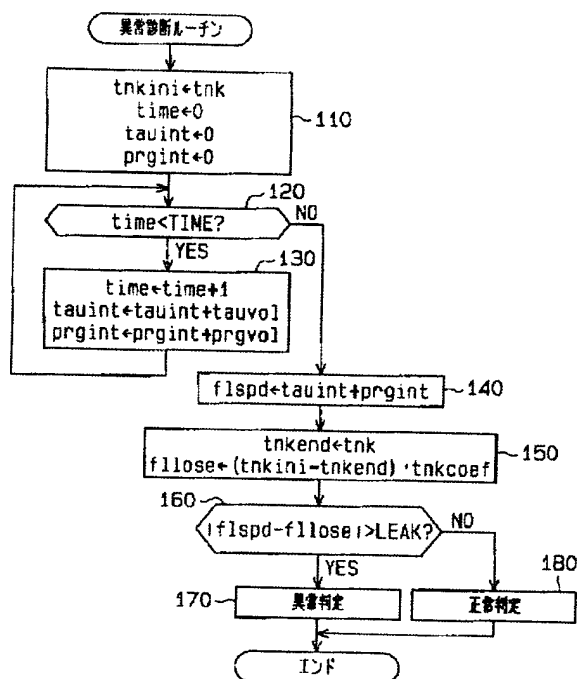 異常診断ルーチン
tnkini←tnk
time←0
tauint←0
prgint←0
110
120
time<TIME?
NO
YES
130
time←time+1
tauint←tauint+tauvol
prgint←prgint+prgvol
flspd←tauint+prgint
140
tnkend←tnk
fllose←(tnkini-tnkend)・tnkcoef
150
160
|flspd-fllose|>LEAK?
NO
YES
170
異常判定
180
正常判定
エンド